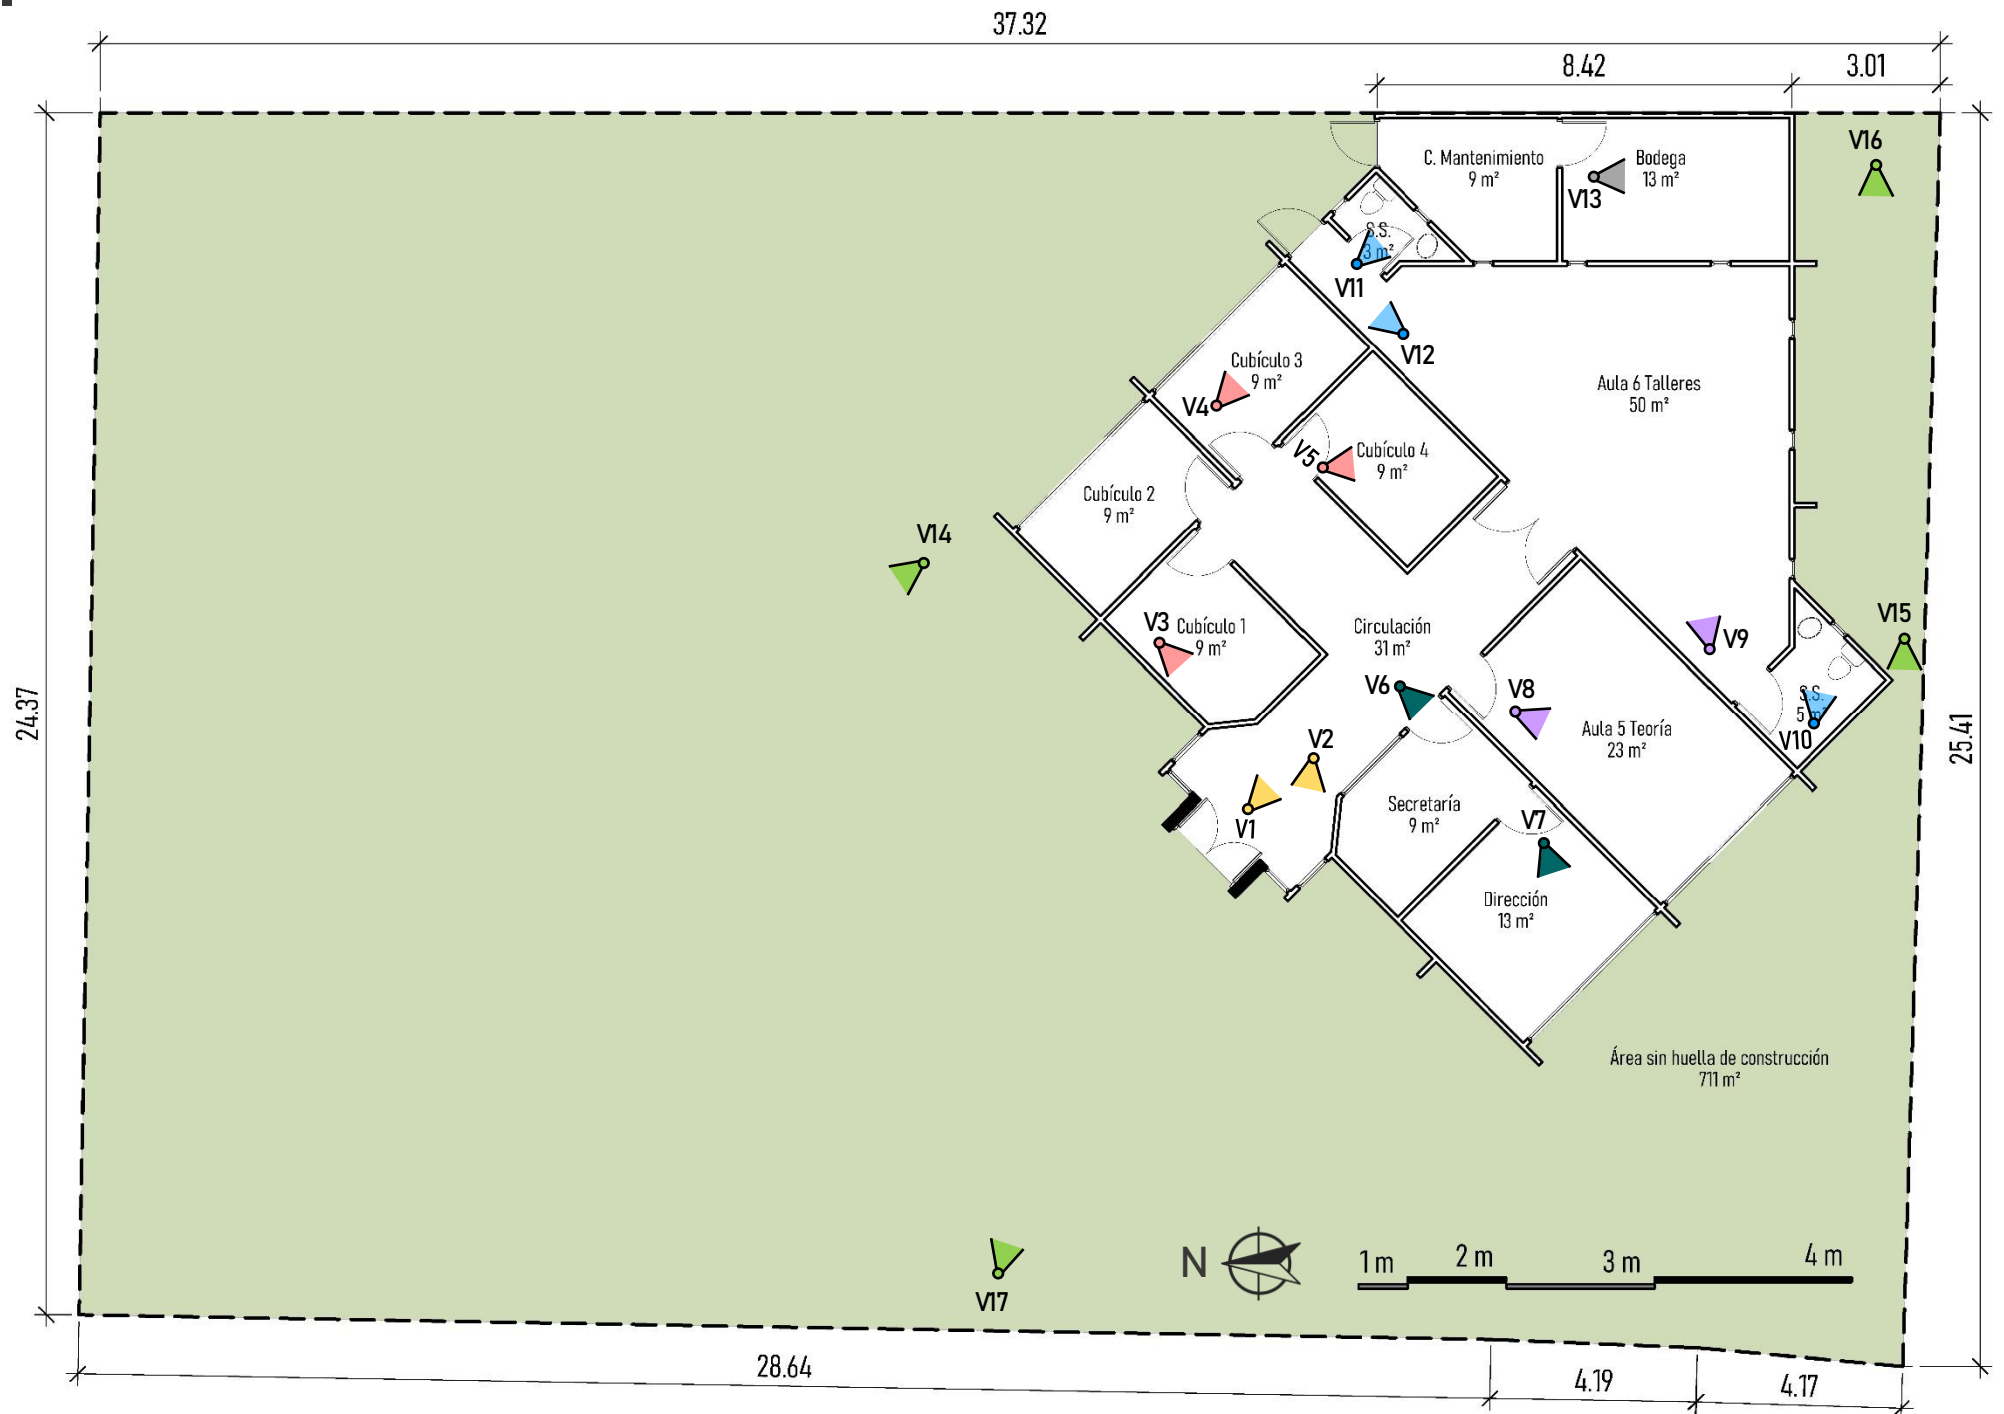 37.32
8.42
3.01
V16
C. Mantenimiento
9 m²
Bodega
13 m²
V13
S.S.
3 m²
V11
V12
Cubículo 3
9 m²
V4
Aula 6 Talleres
50 m²
V5
Cubículo 4
9 m²
Cubículo 2
9 m²
V14
V3
Cubículo 1
9 m²
Circulación
31 m²
V9
V15
V6
V8
S.S.
5 m²
V10
Aula 5 Teoría
23 m²
V2
V1
Secretaría
9 m²
V7
Dirección
13 m²
24.37
25.41
Área sin huella de construcción
711 m²
N
1 m
2 m
3 m
4 m
V17
28.64
4.19
4.17